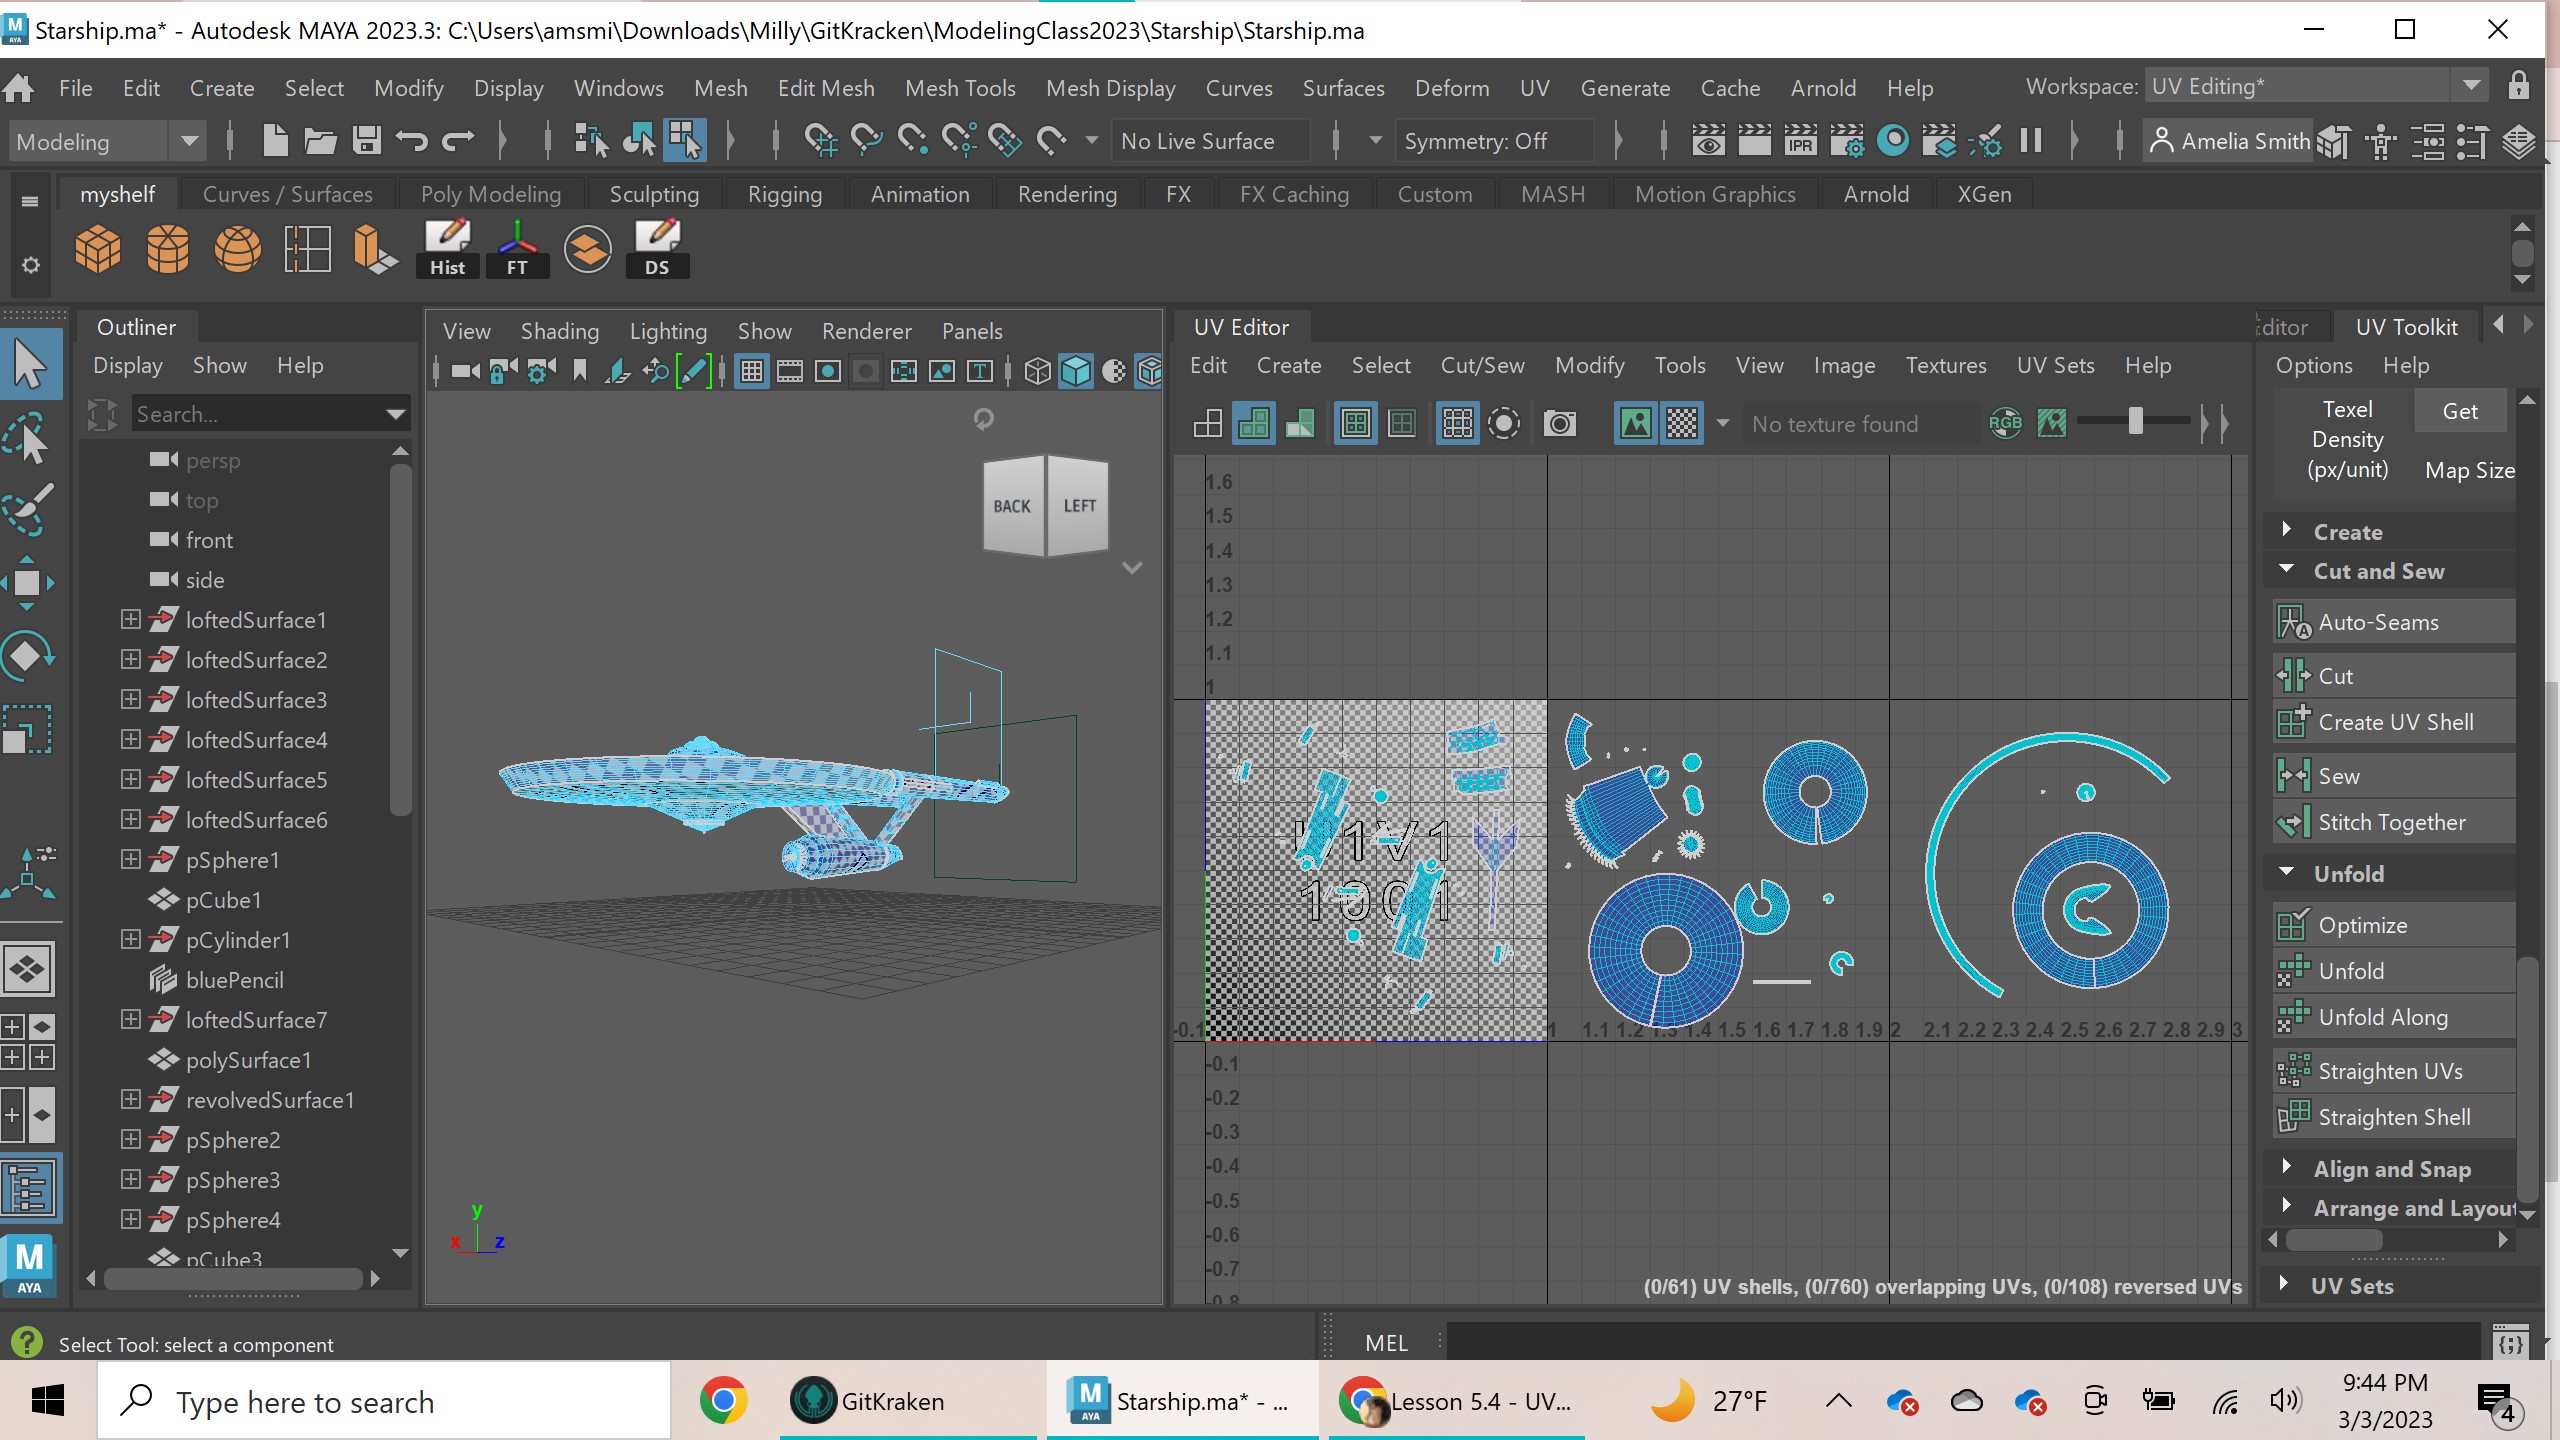 Starship.ma* - Autodesk MAYA 2023.3: C:\Users\amsmi\Downloads\Milly\GitKracken\ModelingClass2023\Starship\Starship.ma
File Edit Create Select Modify Display Windows Mesh Edit Mesh Mesh Tools Mesh Display Curves Surfaces Deform UV Generate Cache Arnold Help Workspace: UV Editing*
Modeling No Live Surface Symmetry: Off IPR Amelia Smith
myshelf Curves / Surfaces Poly Modeling Sculpting Rigging Animation Rendering FX FX Caching Custom MASH Motion Graphics Arnold XGen
Hist FT DS
Outliner
Display Show Help
Search...
persp
top
front
side
loftedSurface1
loftedSurface2
loftedSurface3
loftedSurface4
loftedSurface5
loftedSurface6
pSphere1
pCube1
pCylinder1
bluePencil
loftedSurface7
polySurface1
revolvedSurface1
pSphere2
pSphere3
pSphere4
pCube3
View Shading Lighting Show Renderer Panels
BACK LEFT
y
x z
UV Editor
Edit Create Select Cut/Sew Modify Tools View Image Textures UV Sets Help
No texture found RGB
1.6
1.5
1.4
1.3
1.2
1.1
1
U1V1
1001
-0.1 1 1.1 1.2 1.3 1.4 1.5 1.6 1.7 1.8 1.9 2 2.1 2.2 2.3 2.4 2.5 2.6 2.7 2.8 2.9 3
-0.1
-0.2
-0.3
-0.4
-0.5
-0.6
-0.7
-0.8
(0/61) UV shells, (0/760) overlapping UVs, (0/108) reversed UVs
ditor UV Toolkit
Options Help
Texel Density (px/unit)
Get
Map Size
Create
Cut and Sew
Auto-Seams
Cut
Create UV Shell
Sew
Stitch Together
Unfold
Optimize
Unfold
Unfold Along
Straighten UVs
Straighten Shell
Align and Snap
Arrange and Layou
UV Sets
M
AYA
Select Tool: select a component
MEL
Type here to search
GitKraken
Starship.ma* - ...
Lesson 5.4 - UV...
27°F
9:44 PM
3/3/2023
4